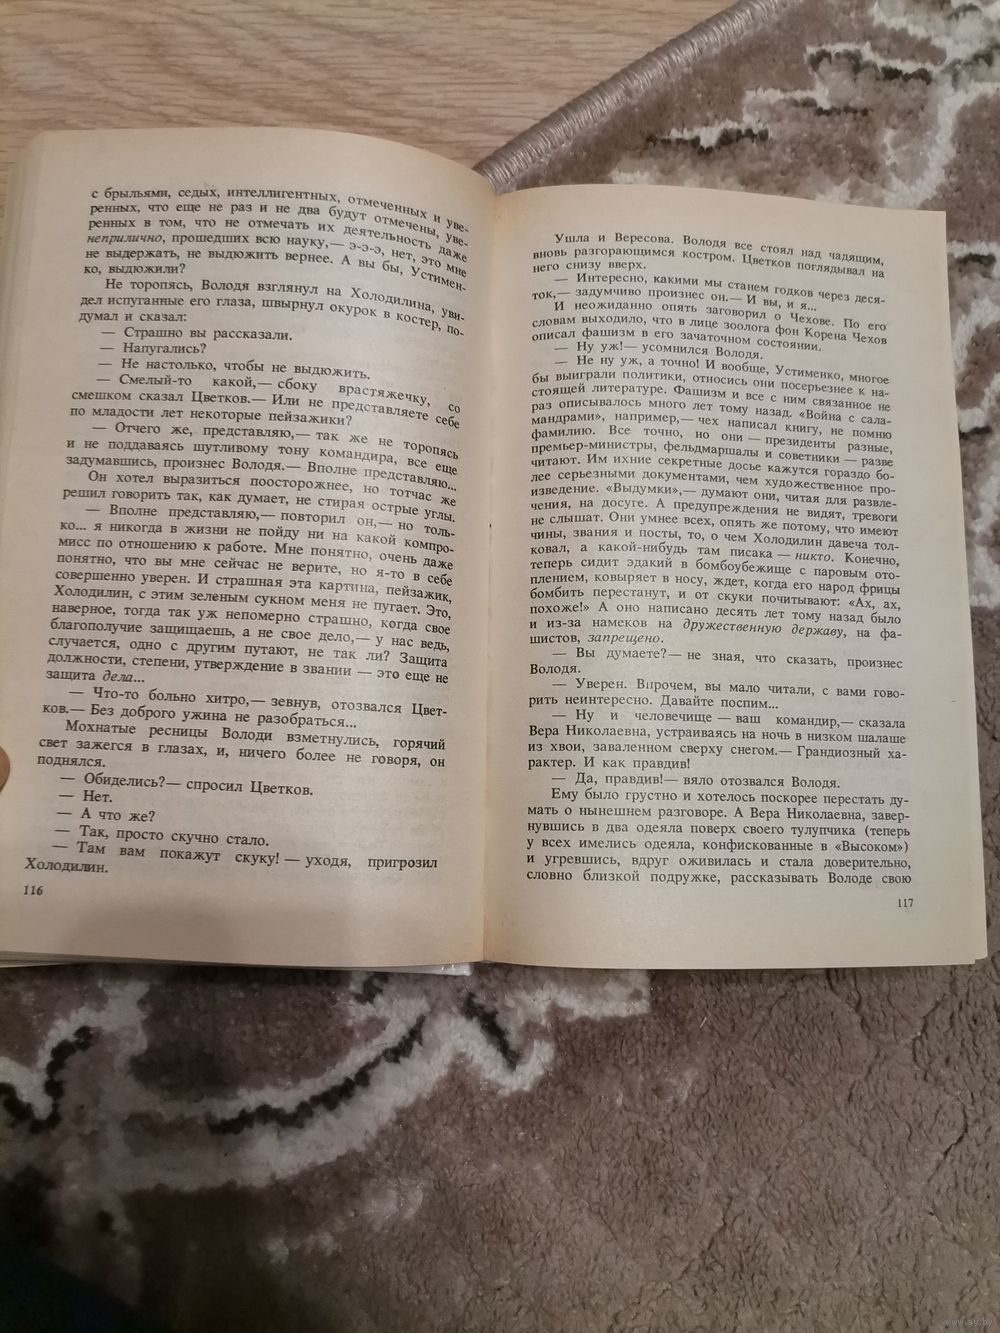 с брыльями, седых, интеллигентных, отмеченных и уве-
ренных, что еще не раз и не два будут отмечены, уве-
ренных в том, что не отмечать их деятельность даже
неприлично, прошедших всю науку,— э-э-э, нет, это мне
не выдержать, не выдюжить вернее. А вы бы, Устимен-
ко, выдюжили?
Не торопясь, Володя взглянул на Холодилина, уви-
дел испуганные его глаза, швырнул окурок в костер, по-
думал и сказал:
— Страшно вы рассказали.
— Напугались?
— Не настолько, чтобы не выдюжить.
— Смелый-то какой,— сбоку врастяжечку, со
смешком сказал Цветков.— Или не представляете себе
по младости лет некоторые пейзажики?
— Отчего же, представляю,— так же не торопясь
и не поддаваясь шутливому тону командира, все еще
задумавшись, произнес Володя.— Вполне представляю...
Он хотел выразиться поосторожнее, но тотчас же
решил говорить так, как думает, не стирая острые углы.
— Вполне представляю,— повторил он,— но толь-
ко... я никогда в жизни не пойду ни на какой компро-
мисс по отношению к работе. Мне понятно, очень даже
понятно, что вы мне сейчас не верите, но я-то в себе
совершенно уверен. И страшная эта картина, пейзажик,
Холодилин, с этим зеленым сукном меня не пугает. Это,
наверное, тогда так уж непомерно страшно, когда свое
благополучие защищаешь, а не свое дело,— у нас ведь,
случается, одно с другим путают, не так ли? Защита
должности, степени, утверждение в звании — это еще не
защита дела...
— Что-то больно хитро,— зевнув, отозвался Цвет-
ков.— Без доброго ужина не разобраться...
Мохнатые ресницы Володи взметнулись, горячий
свет зажегся в глазах, и, ничего более не говоря, он
поднялся.
— Обиделись?— спросил Цветков.
— Нет.
— А что же?
— Так, просто скучно стало.
— Там вам покажут скуку! — уходя, пригрозил
Холодилин.
116
Ушла и Вересова. Володя все стоял над чадящим,
вновь разгорающимся костром. Цветков поглядывал на
него снизу вверх.
— Интересно, какими мы станем годков через деся-
ток,— задумчиво произнес он.— И вы, и я...
И неожиданно опять заговорил о Чехове. По его
словам выходило, что в лице зоолога фон Корена Чехов
описал фашизм в его зачаточном состоянии.
— Ну уж!— усомнился Володя.
— Не ну уж, а точно! И вообще, Устименко, многое
бы выиграли политики, относись они посерьезнее к на-
стоящей литературе. Фашизм и все с ним связанное не
раз описывалось много лет тому назад. «Война с сала-
мандрами», например,— чех написал книгу, не помню
фамилию. Все точно, но они — президенты разные,
премьер-министры, фельдмаршалы и советники — разве
читают. Им ихние секретные досье кажутся гораздо бо-
лее серьезными документами, чем художественное про-
изведение. «Выдумки»,— думают они, читая для развле-
чения, на досуге. А предупреждения не видят, тревоги
не слышат. Они умнее всех, опять же потому, что имеют
чины, звания и посты, то, о чем Холодилин давеча тол-
ковал, а какой-нибудь там писака — никто. Конечно,
теперь сидит эдакий в бомбоубежище с паровым ото-
плением, ковыряет в носу, ждет, когда его народ фрицы
бомбить перестанут, и от скуки почитывают: «Ах, ах,
похоже!» А оно написано десять лет тому назад было
и из-за намеков на дружественную державу, на фа-
шистов, запрещено.
— Вы думаете?— не зная, что сказать, произнес
Володя.
— Уверен. Впрочем, вы мало читали, с вами гово-
рить неинтересно. Давайте поспим...
— Ну и человечище — ваш командир,— сказала
Вера Николаевна, устраиваясь на ночь в низком шалаше
из хвои, заваленном сверху снегом.— Грандиозный ха-
рактер. И как правдив!
— Да, правдив!— вяло отозвался Володя.
Ему было грустно и хотелось поскорее перестать ду-
мать о нынешнем разговоре. А Вера Николаевна, завер-
нувшись в два одеяла поверх своего тулупчика (теперь
у всех имелись одеяла, конфискованные в «Высоком»)
и угревшись, вдруг оживилась и стала доверительно,
словно близкой подружке, рассказывать Володе свою
117
www.ay.by